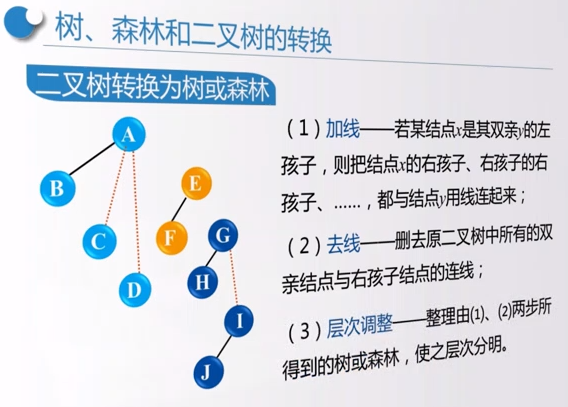 树、森林和二叉树的转换
二叉树转换为树或森林
A
B
C
D
E
F
G
H
I
J
（1）加线——若某结点x是其双亲y的左
孩子，则把结点x的右孩子、右孩子的右
孩子、……，都与结点y用线连起来；
（2）去线——删去原二叉树中所有的双
亲结点与右孩子结点的连线；
（3）层次调整——整理由⑴、⑵两步所
得到的树或森林，使之层次分明。